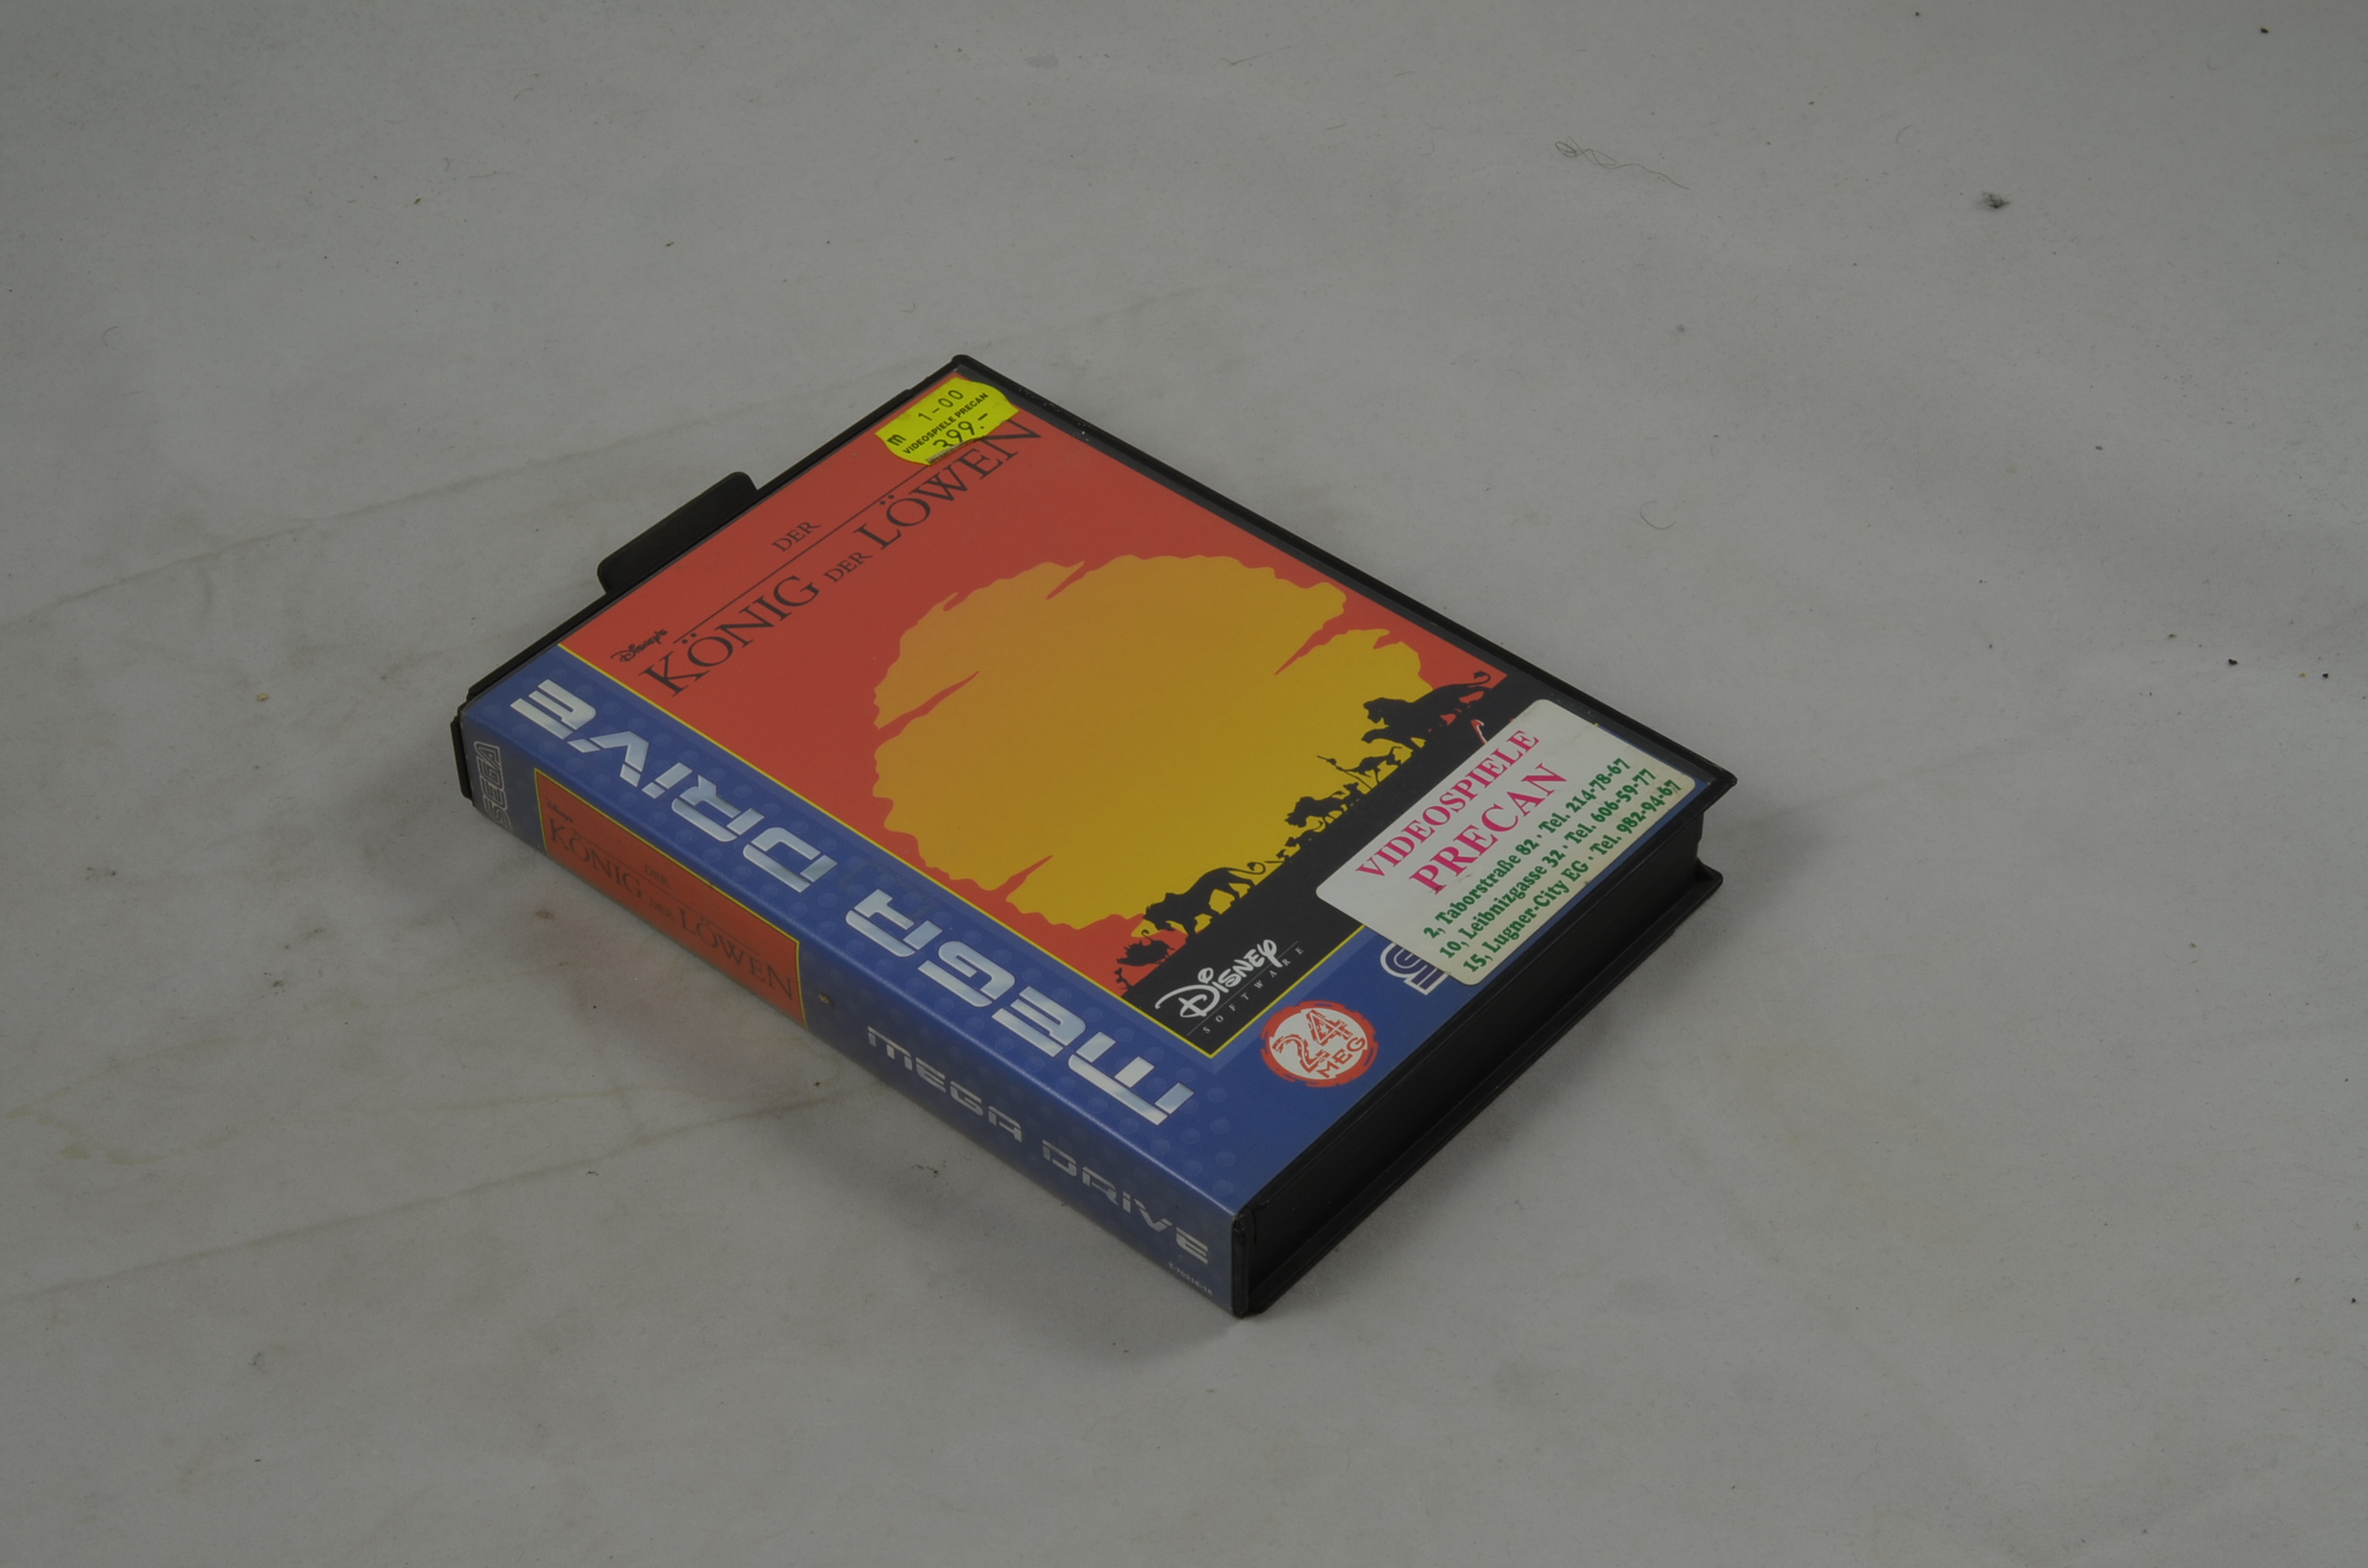 1-00
m VIDEOSPIELE PRECAN
399.-
DER
Disney's
KÖNIG DER LÖWEN
MEGA DRIVE
VIDEOSPIELE
PRECAN
2, Taborstraße 82 · Tel. 214-78-67
10, Leibnizgasse 32 · Tel. 606-59-77
15, Lugner-City EG · Tel. 982-94-67
Disney
SOFTWARE
24
MEG
SEGA
Disney's
DER
KÖNIG DER LÖWEN
MEGA DRIVE